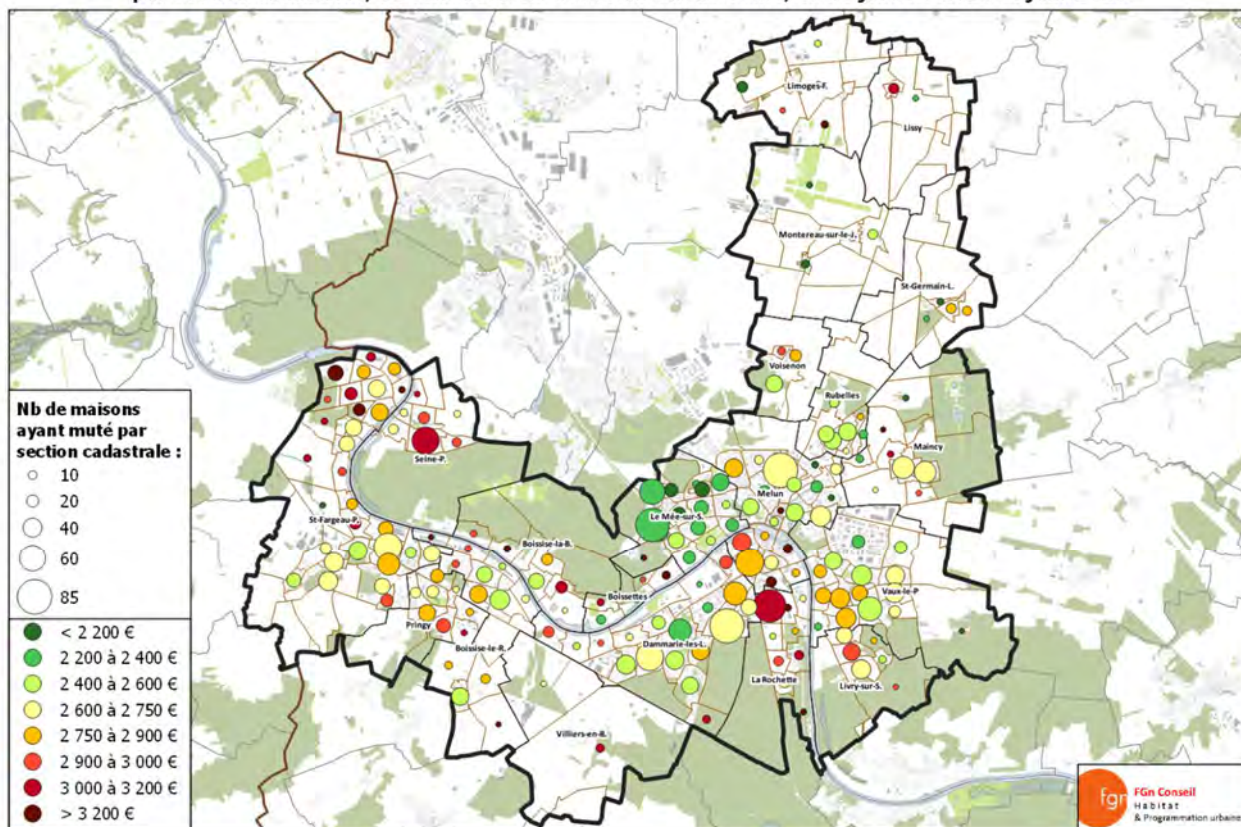 Limoges-F.
Lissy
Montereau-sur-le-J.
St-Germain-L.
Voisenon
Rubelles
Maincy
Seine-P.
Melun
Le Mée-sur-S.
St-Fargeau-P.
Boissise-la-B.
Boissettes
Vaux-le-P
Pringy
Boissise-le-R.
Dammarie-les-L.
La Rochette
Livry-sur-S.
Villiers-en-B.
Nb de maisons
ayant muté par
section cadastrale :
10
20
40
60
85
< 2 200 €
2 200 à 2 400 €
2 400 à 2 600 €
2 600 à 2 750 €
2 750 à 2 900 €
2 900 à 3 000 €
3 000 à 3 200 €
> 3 200 €
fgn
FGn Conseil
Habitat
& Programmation urbaine